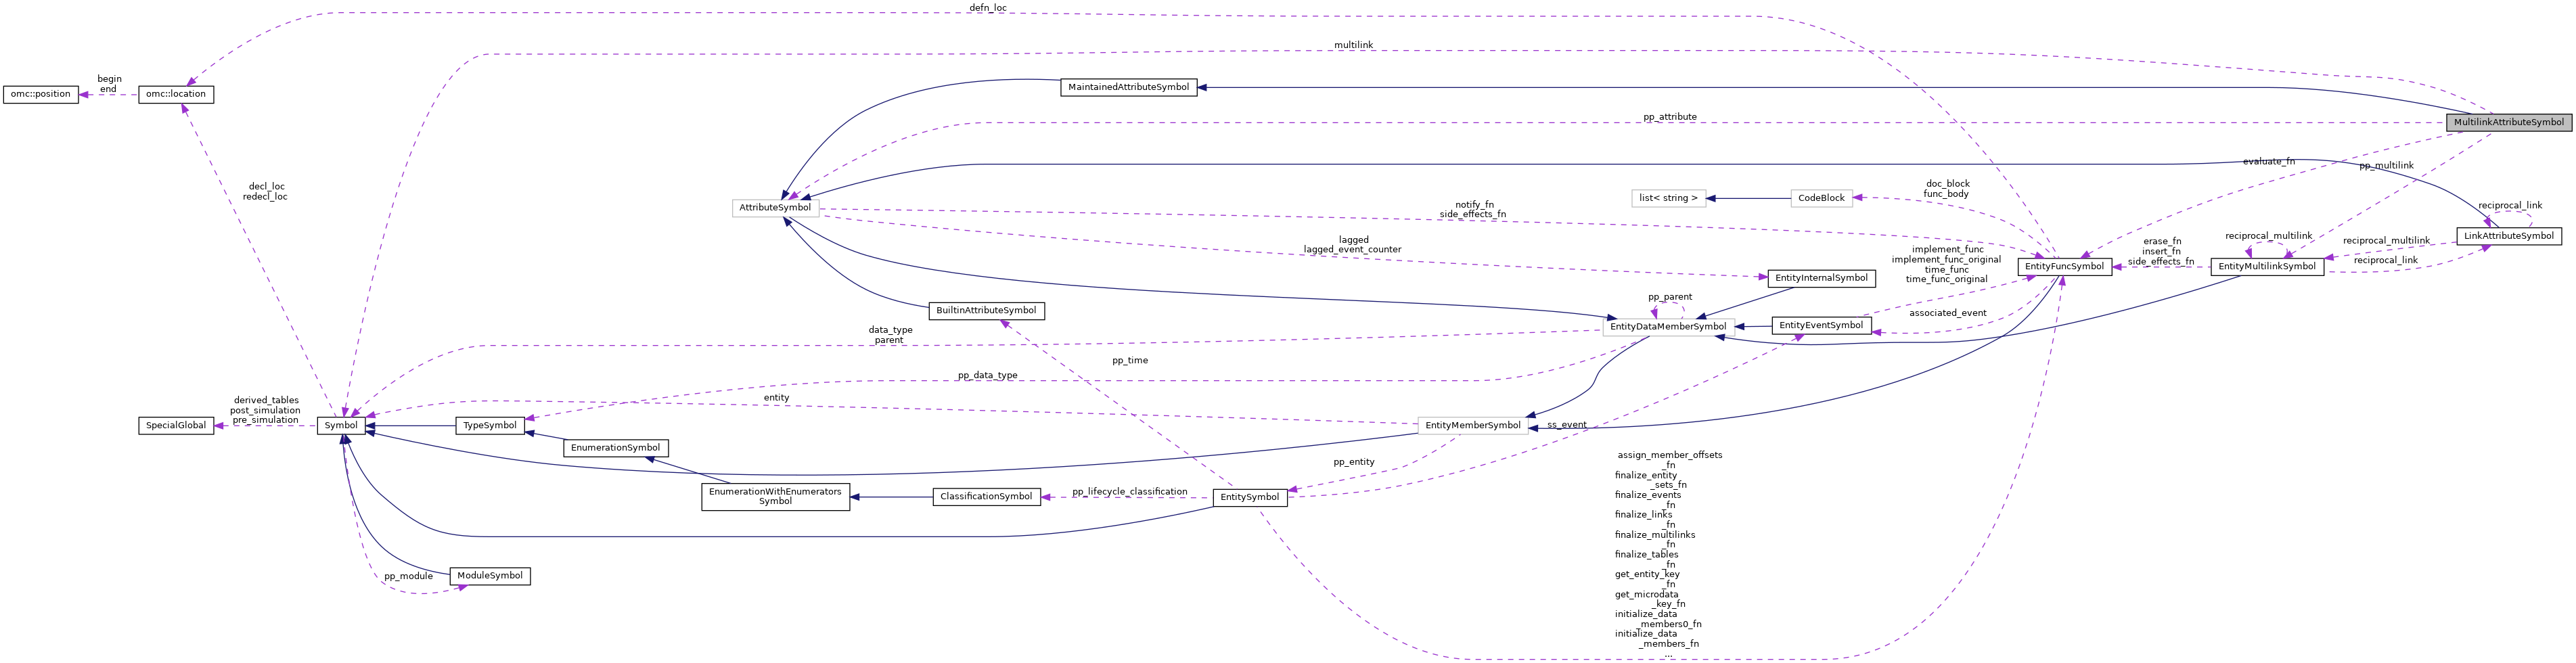 defn_loc
multilink
begin
end
omc::position
omc::location
MaintainedAttributeSymbol
MultilinkAttributeSymbol
pp_attribute
evaluate_fn
pp_multilink
decl_loc
redecl_loc
AttributeSymbol
notify_fn
side_effects_fn
list< string >
CodeBlock
doc_block
func_body
reciprocal_link
LinkAttributeSymbol
lagged
lagged_event_counter
implement_func
implement_func_original
time_func
time_func_original
EntityInternalSymbol
EntityFuncSymbol
erase_fn
insert_fn
side_effects_fn
reciprocal_multilink
EntityMultilinkSymbol
reciprocal_multilink
reciprocal_link
BuiltinAttributeSymbol
pp_parent
EntityDataMemberSymbol
EntityEventSymbol
associated_event
data_type
parent
pp_time
pp_data_type
entity
derived_tables
post_simulation
pre_simulation
SpecialGlobal
Symbol
TypeSymbol
EntityMemberSymbol
ss_event
EnumerationSymbol
pp_entity
EnumerationWithEnumerators
Symbol
ClassificationSymbol
pp_lifecycle_classification
EntitySymbol
assign_member_offsets
_fn
finalize_entity
_sets_fn
finalize_events
_fn
finalize_links
_fn
finalize_multilinks
_fn
finalize_tables
_fn
get_entity_key
_fn
get_microdata
_key_fn
initialize_data
_members0_fn
initialize_data
_members_fn
...
pp_module
ModuleSymbol